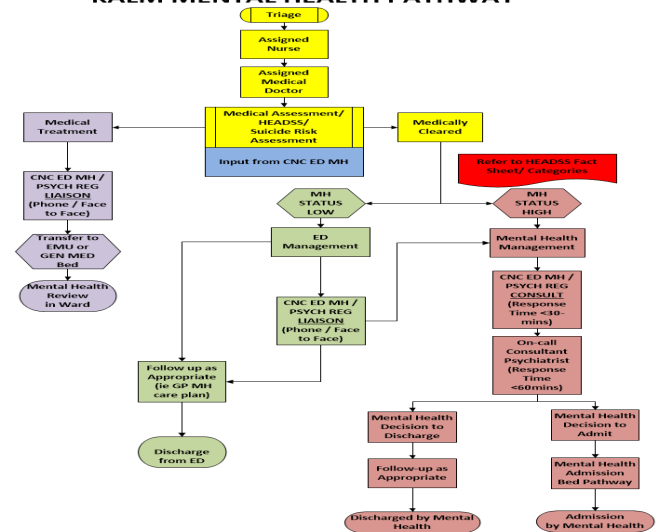 KALM MENTAL HEALTH PATHWAY
Triage
Assigned
Nurse
Assigned
Medical
Doctor
Medical Assessment/
HEADSS/
Suicide Risk
Assessment
Input from CNC ED MH
Medical
Treatment
Medically
Cleared
Refer to HEADSS Fact
Sheet/ Categories
CNC ED MH /
PSYCH REG
LIAISON
(Phone / Face
to Face)
Transfer to
EMU or
GEN MED
Bed
Mental Health
Review
in Ward
MH
STATUS
LOW
MH
STATUS
HIGH
ED
Management
Mental Health
Management
CNC ED MH /
PSYCH REG
LIAISON
(Phone / Face
to Face)
CNC ED MH /
PSYCH REG
CONSULT
(Response
Time <30-
mins)
On-call
Consultant
Psychiatrist
(Response
Time
<60mins)
Follow up as
Appropriate
(ie GP MH
care plan)
Discharge
from ED
Mental Health
Decision to
Discharge
Mental Health
Decision to
Admit
Follow-up as
Appropriate
Mental Health
Admission
Bed Pathway
Discharged by Mental
Health
Admission
by Mental Health